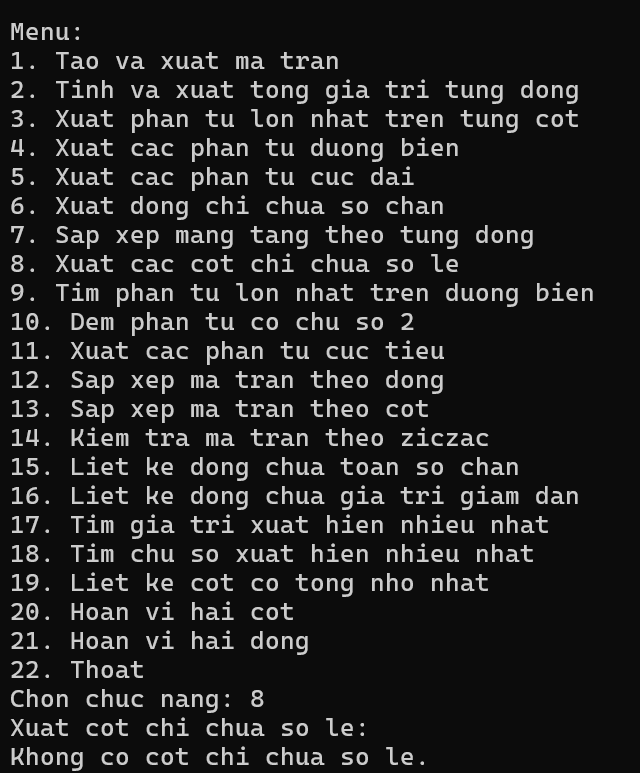 Menu:
1. Tao va xuat ma tran
2. Tinh va xuat tong gia tri tung dong
3. Xuat phan tu lon nhat tren tung cot
4. Xuat cac phan tu duong bien
5. Xuat cac phan tu cuc dai
6. Xuat dong chi chua so chan
7. Sap xep mang tang theo tung dong
8. Xuat cac cot chi chua so le
9. Tim phan tu lon nhat tren duong bien
10. Dem phan tu co chu so 2
11. Xuat cac phan tu cuc tieu
12. Sap xep ma tran theo dong
13. Sap xep ma tran theo cot
14. Kiem tra ma tran theo ziczac
15. Liet ke dong chua toan so chan
16. Liet ke dong chua gia tri giam dan
17. Tim gia tri xuat hien nhieu nhat
18. Tim chu so xuat hien nhieu nhat
19. Liet ke cot co tong nho nhat
20. Hoan vi hai cot
21. Hoan vi hai dong
22. Thoat
Chon chuc nang: 8
Xuat cot chi chua so le:
Khong co cot chi chua so le.